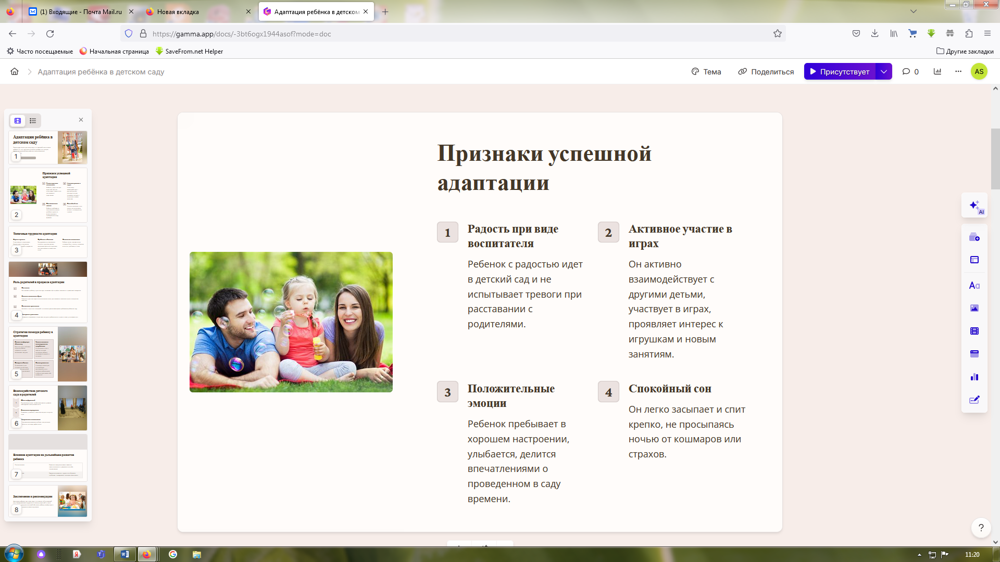 (1) Входящие - Почта Mail.ru
Новая вкладка
Адаптация ребёнка в детском
https://gamma.app/docs/-3bt6ogx1944asof?mode=doc
Часто посещаемые
Начальная страница
SaveFrom.net Helper
Другие закладки
Адаптация ребёнка в детском саду
Тема
Поделиться
Присутствует
0
AS
Адаптация ребёнка в
детском саду
1
Признаки успешной
адаптации
2
Типичные трудности адаптации
3
Роль родителей в процессе адаптации
4
Стратегии помощи ребенку в
адаптации
5
Взаимодействие детского
сада и родителей
6
Влияние адаптации на дальнейшее развитие
ребенка
7
Заключение и рекомендации
8
Признаки успешной
адаптации
1
Радость при виде
воспитателя
Ребенок с радостью идет
в детский сад и не
испытывает тревоги при
расставании с
родителями.
2
Активное участие в
играх
Он активно
взаимодействует с
другими детьми,
участвует в играх,
проявляет интерес к
игрушкам и новым
занятиям.
3
Положительные
эмоции
Ребенок пребывает в
хорошем настроении,
улыбается, делится
впечатлениями о
проведенном в саду
времени.
4
Спокойный сон
Он легко засыпает и спит
крепко, не просыпаясь
ночью от кошмаров или
страхов.
AI
Aa
?
11:20